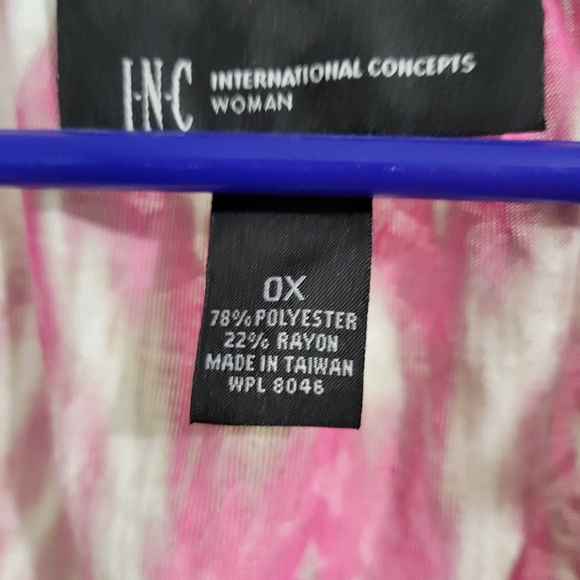 I·N·C INTERNATIONAL CONCEPTS
WOMAN
0X
78% POLYESTER
22% RAYON
MADE IN TAIWAN
WPL 8046